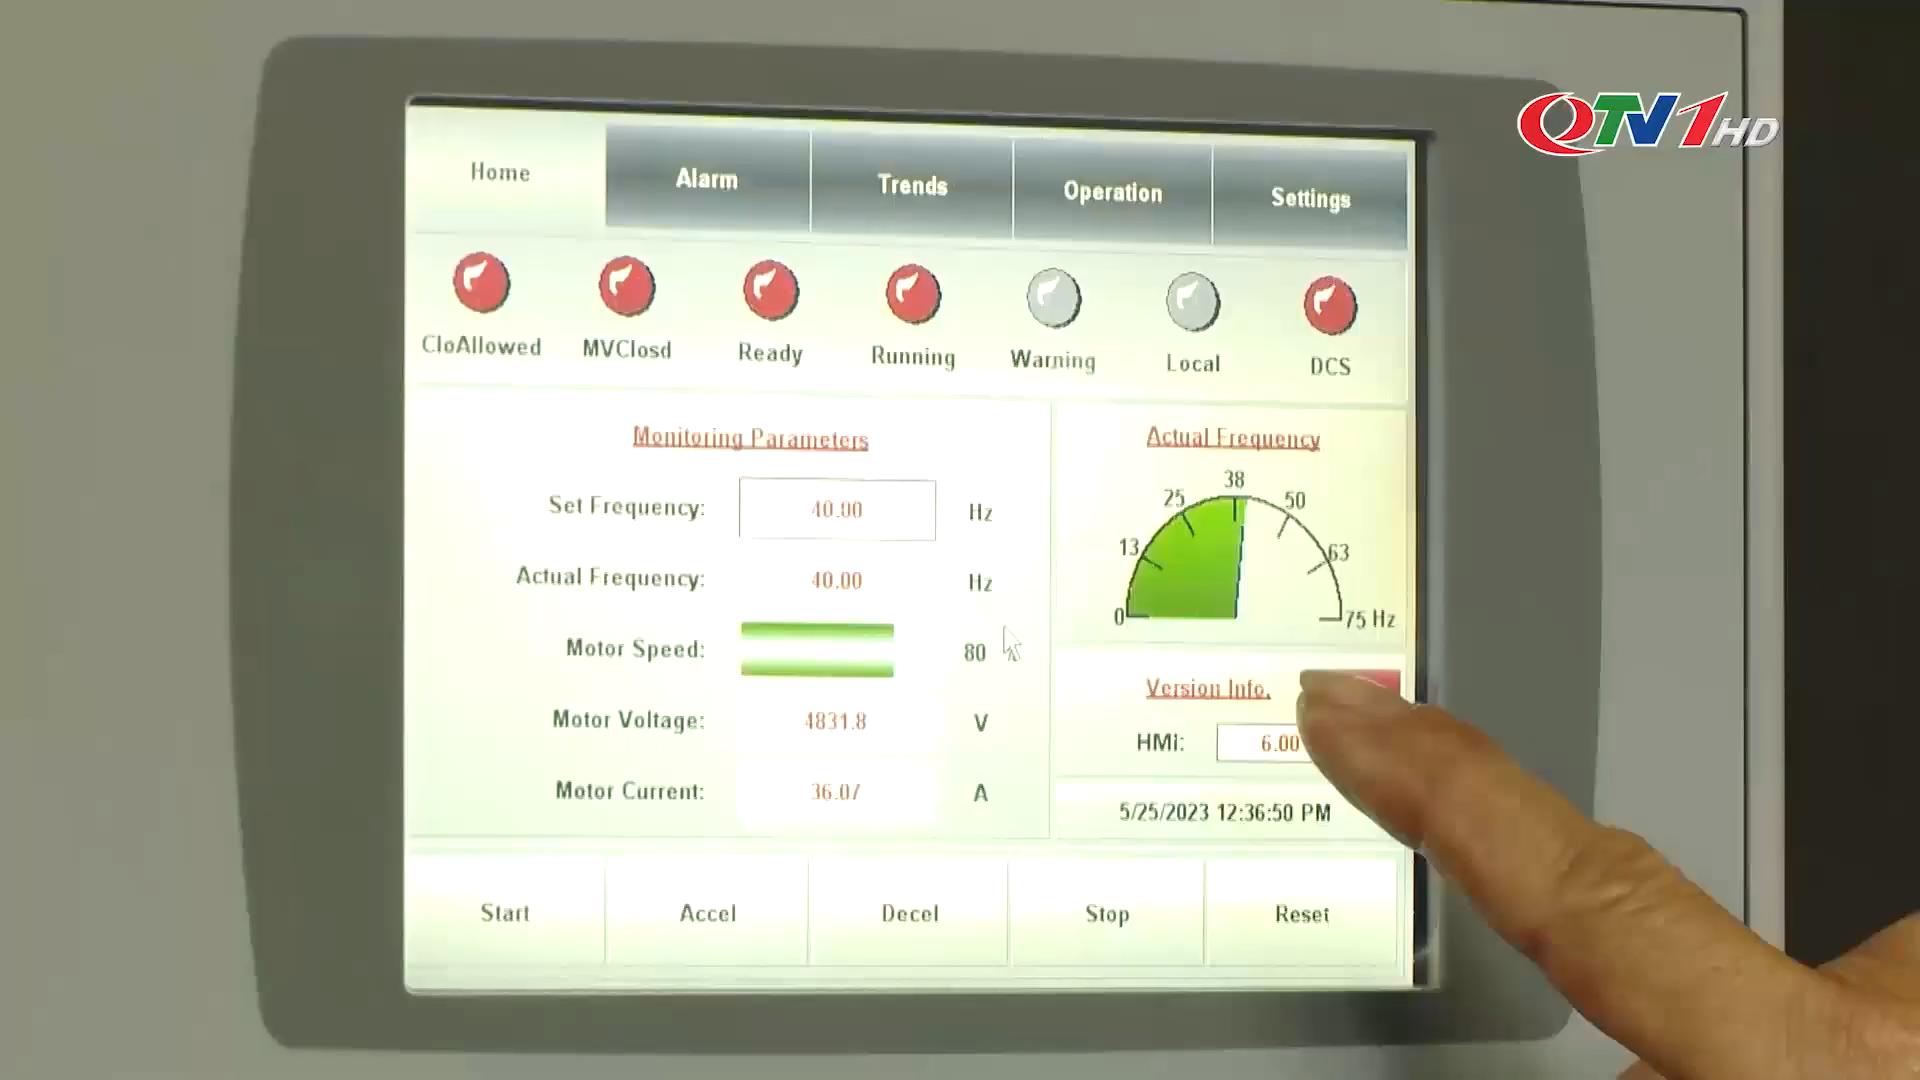 QTV1HD
Home Alarm Trends Operation Settings
CloAllowed MVClosd Ready Running Warning Local DCS
Monitoring Parameters
Set Frequency: 40.00 Hz
Actual Frequency: 40.00 Hz
Motor Speed: 80
Motor Voltage: 4831.8 V
Motor Current: 36.07 A
Actual Frequency
0 13 25 38 50 63 75 Hz
Version Info.
HMI: 6.00
5/25/2023 12:36:50 PM
Start Accel Decel Stop Reset